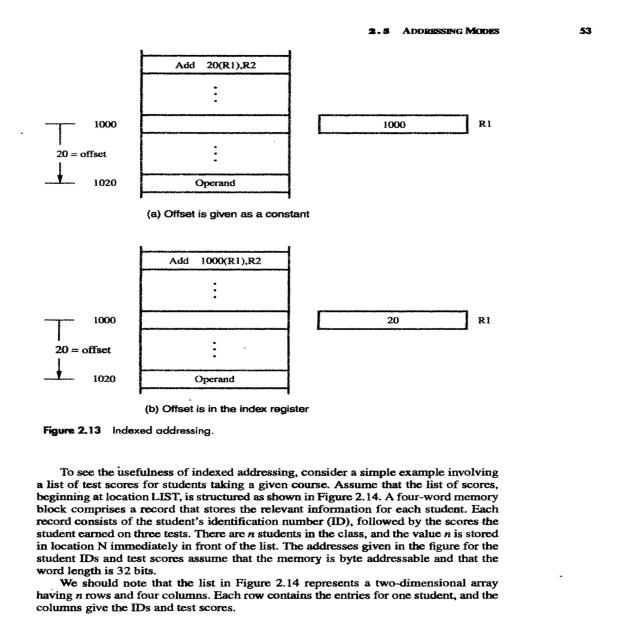 2.5 ADDRESSING MODES 53
Add 20(R1),R2
1000
1000 R1
20 = offset
1020
Operand
(a) Offset is given as a constant
Add 1000(R1),R2
1000
20 R1
20 = offset
1020
Operand
(b) Offset is in the index register
Figure 2.13 Indexed addressing.
To see the usefulness of indexed addressing, consider a simple example involving
a list of test scores for students taking a given course. Assume that the list of scores,
beginning at location LIST, is structured as shown in Figure 2.14. A four-word memory
block comprises a record that stores the relevant information for each student. Each
record consists of the student's identification number (ID), followed by the scores the
student earned on three tests. There are n students in the class, and the value n is stored
in location N immediately in front of the list. The addresses given in the figure for the
student IDs and test scores assume that the memory is byte addressable and that the
word length is 32 bits.
We should note that the list in Figure 2.14 represents a two-dimensional array
having n rows and four columns. Each row contains the entries for one student, and the
columns give the IDs and test scores.